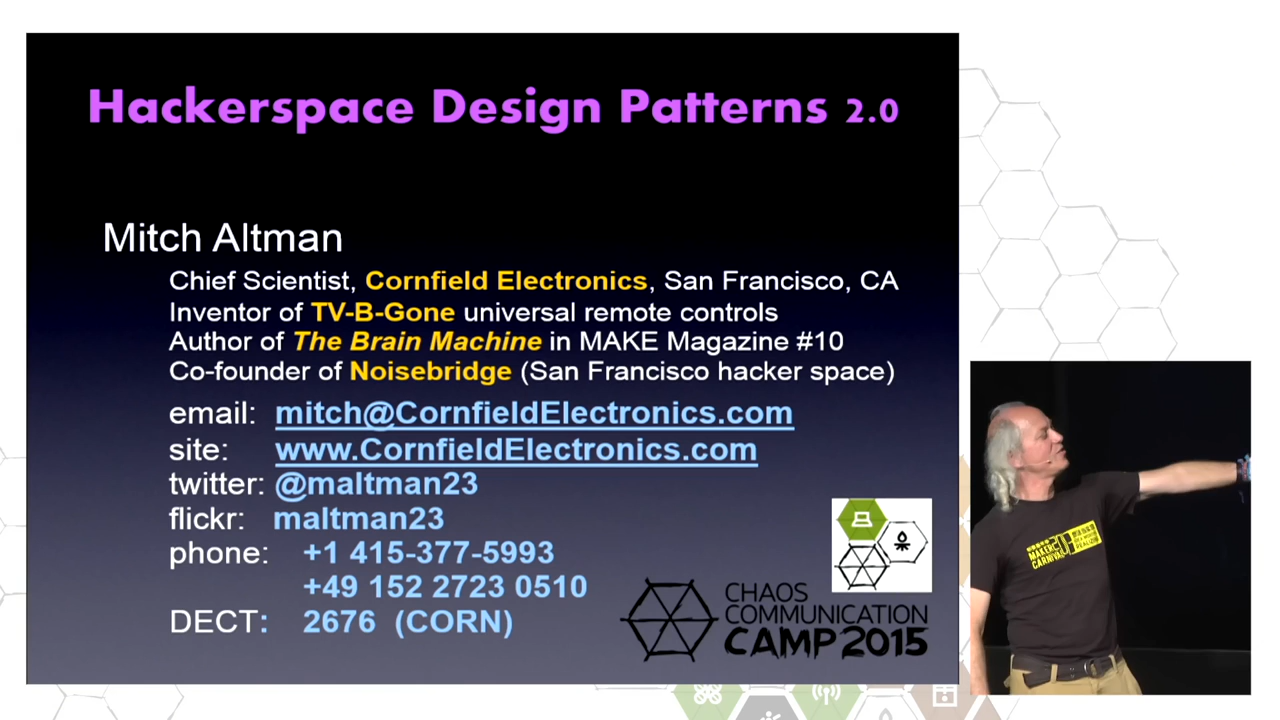 Hackerspace Design Patterns 2.0
Mitch Altman
Chief Scientist, Cornfield Electronics, San Francisco, CA
Inventor of TV-B-Gone universal remote controls
Author of The Brain Machine in MAKE Magazine #10
Co-founder of Noisebridge (San Francisco hacker space)
email: mitch@CornfieldElectronics.com
site: www.CornfieldElectronics.com
twitter: @maltman23
flickr: maltman23
phone: +1 415-377-5993
+49 152 2723 0510
DECT: 2676 (CORN)
CHAOS
COMMUNICATION
CAMP 2015
MAKER
CARNIVAL